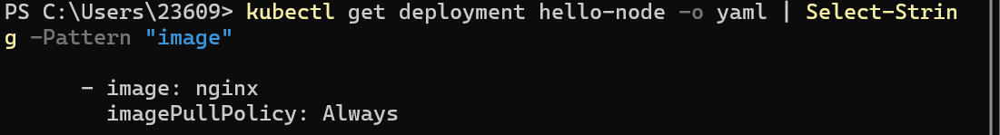 PS C:\Users\23609> kubectl get deployment hello-node -o yaml | Select-Strin
g -Pattern "image"
- image: nginx
imagePullPolicy: Always